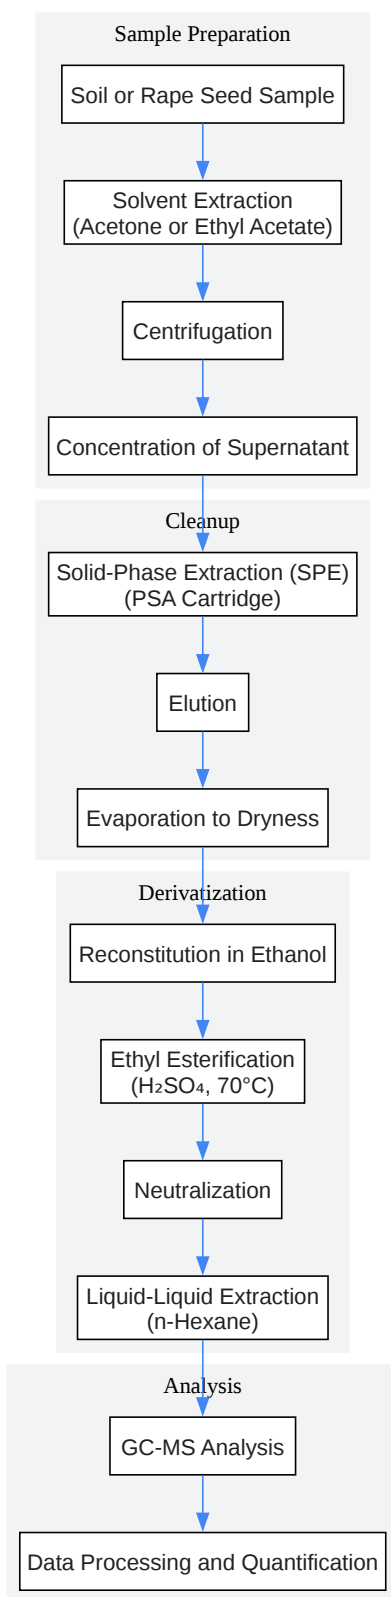 Sample Preparation
Soil or Rape Seed Sample
Solvent Extraction
(Acetone or Ethyl Acetate)
Centrifugation
Concentration of Supernatant
Cleanup
Solid-Phase Extraction (SPE)
(PSA Cartridge)
Elution
Evaporation to Dryness
Derivatization
Reconstitution in Ethanol
Ethyl Esterification
(H₂SO₄, 70°C)
Neutralization
Liquid-Liquid Extraction
(n-Hexane)
Analysis
GC-MS Analysis
Data Processing and Quantification